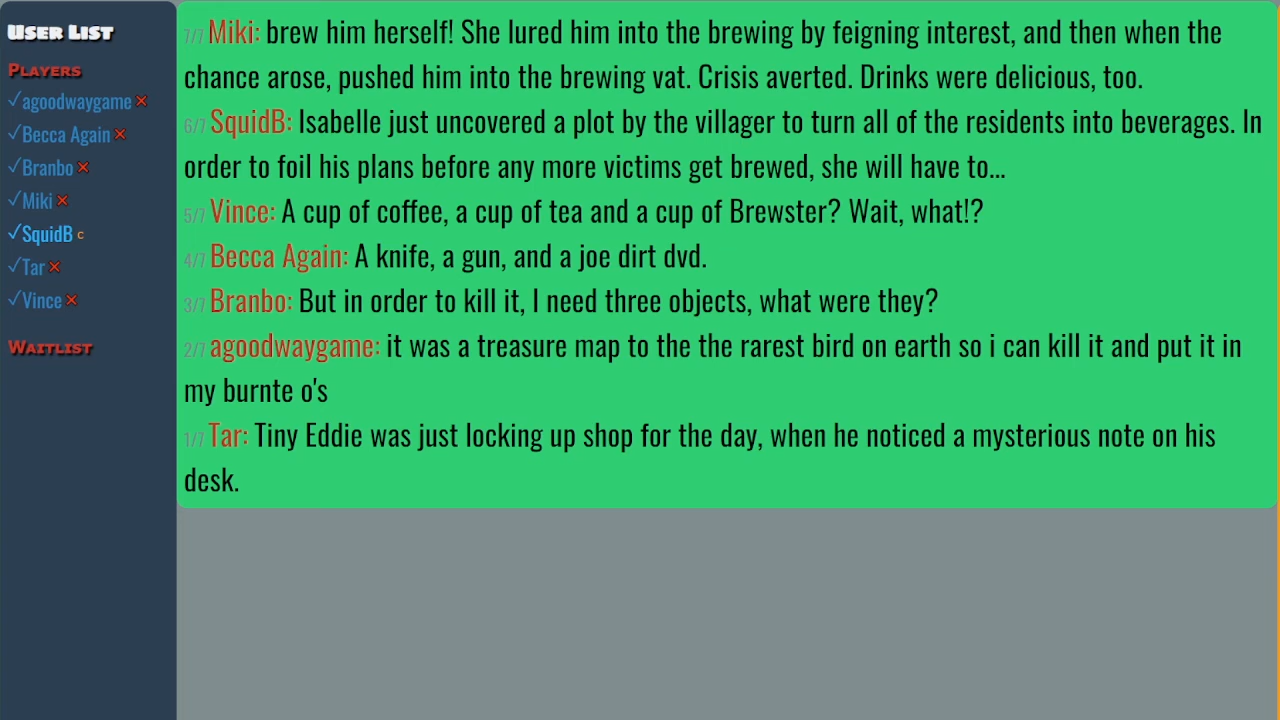 User List
Players
✓agoodwaygame ✕
✓Becca Again ✕
✓Branbo ✕
✓Miki ✕
✓SquidB c
✓Tar ✕
✓Vince ✕
Waitlist
7/7 Miki: brew him herself! She lured him into the brewing by feigning interest, and then when the
chance arose, pushed him into the brewing vat. Crisis averted. Drinks were delicious, too.
6/7 SquidB: Isabelle just uncovered a plot by the villager to turn all of the residents into beverages. In
order to foil his plans before any more victims get brewed, she will have to...
5/7 Vince: A cup of coffee, a cup of tea and a cup of Brewster? Wait, what!?
4/7 Becca Again: A knife, a gun, and a joe dirt dvd.
3/7 Branbo: But in order to kill it, I need three objects, what were they?
2/7 agoodwaygame: it was a treasure map to the the rarest bird on earth so i can kill it and put it in
my burnte o's
1/7 Tar: Tiny Eddie was just locking up shop for the day, when he noticed a mysterious note on his
desk.